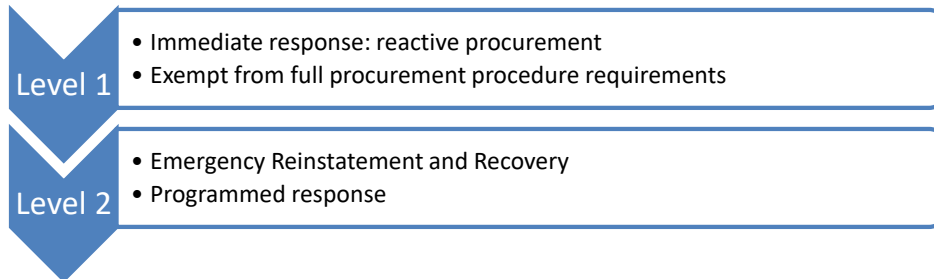 Level 1
• Immediate response: reactive procurement
• Exempt from full procurement procedure requirements
Level 2
• Emergency Reinstatement and Recovery
• Programmed response